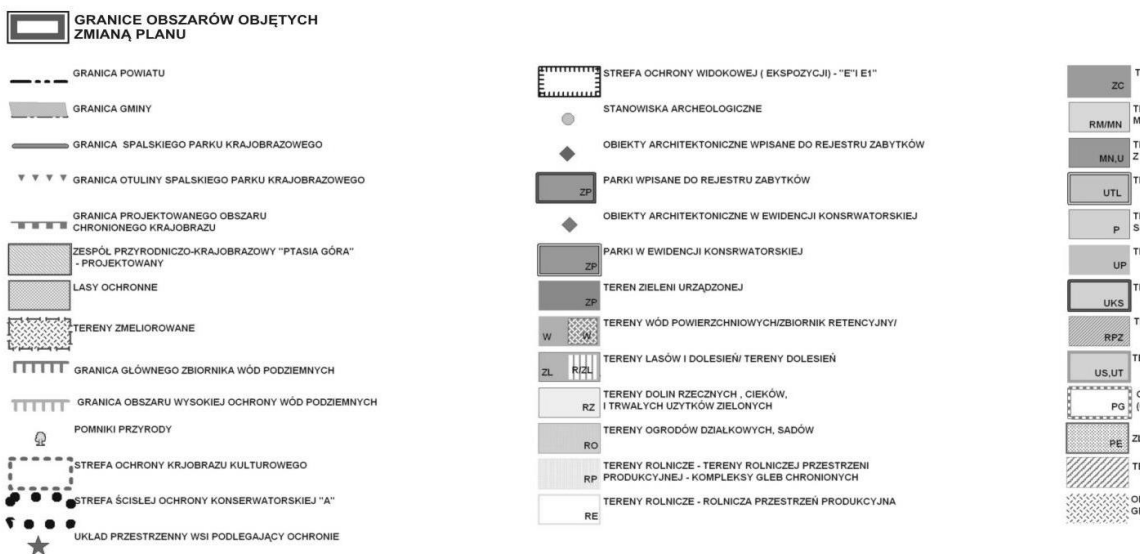 GRANICE OBSZARÓW OBJĘTYCH
ZMIANĄ PLANU
GRANICA POWIATU
GRANICA GMINY
GRANICA SPALSKIEGO PARKU KRAJOBRAZOWEGO
GRANICA OTULINY SPALSKIEGO PARKU KRAJOBRAZOWEGO
GRANICA PROJEKTOWANEGO OBSZARU
CHRONIONEGO KRAJOBRAZU
ZESPÓŁ PRZYRODNICZO-KRAJOBRAZOWY "PTASIA GÓRA"
- PROJEKTOWANY
LASY OCHRONNE
TERENY ZMELIOROWANE
GRANICA GŁÓWNEGO ZBIORNIKA WÓD PODZIEMNYCH
GRANICA OBSZARU WYSOKIEJ OCHRONY WÓD PODZIEMNYCH
POMNIKI PRZYRODY
STREFA OCHRONY KRJOBRAZU KULTUROWEGO
STREFA ŚCISŁEJ OCHRONY KONSERWATORSKIEJ "A"
UKŁAD PRZESTRZENNY WSI PODLEGAJĄCY OCHRONIE
STREFA OCHRONY WIDOKOWEJ ( EKSPOZYCJI) - "E"I E1"
STANOWISKA ARCHEOLOGICZNE
OBIEKTY ARCHITEKTONICZNE WPISANE DO REJESTRU ZABYTKÓW
ZP PARKI WPISANE DO REJESTRU ZABYTKÓW
OBIEKTY ARCHITEKTONICZNE W EWIDENCJI KONSRWATORSKIEJ
ZP PARKI W EWIDENCJI KONSRWATORSKIEJ
ZP TEREN ZIELENI URZĄDZONEJ
W W TERENY WÓD POWIERZCHNIOWYCH/ZBIORNIK RETENCYJNY/
ZL R/ZL TERENY LASÓW I DOLESIEŃ/ TERENY DOLESIEŃ
RZ TERENY DOLIN RZECZNYCH , CIEKÓW,
I TRWAŁYCH UZYTKÓW ZIELONYCH
RO TERENY OGRODÓW DZIAŁKOWYCH, SADÓW
RP TERENY ROLNICZE - TERENY ROLNICZEJ PRZESTRZENI
PRODUKCYJNEJ - KOMPLEKSY GLEB CHRONIONYCH
RE TERENY ROLNICZE - ROLNICZA PRZESTRZEŃ PRODUKCYJNA
ZC
RM/MN
MN,U
UTL
P
UP
UKS
RPZ
US,UT
PG
PE